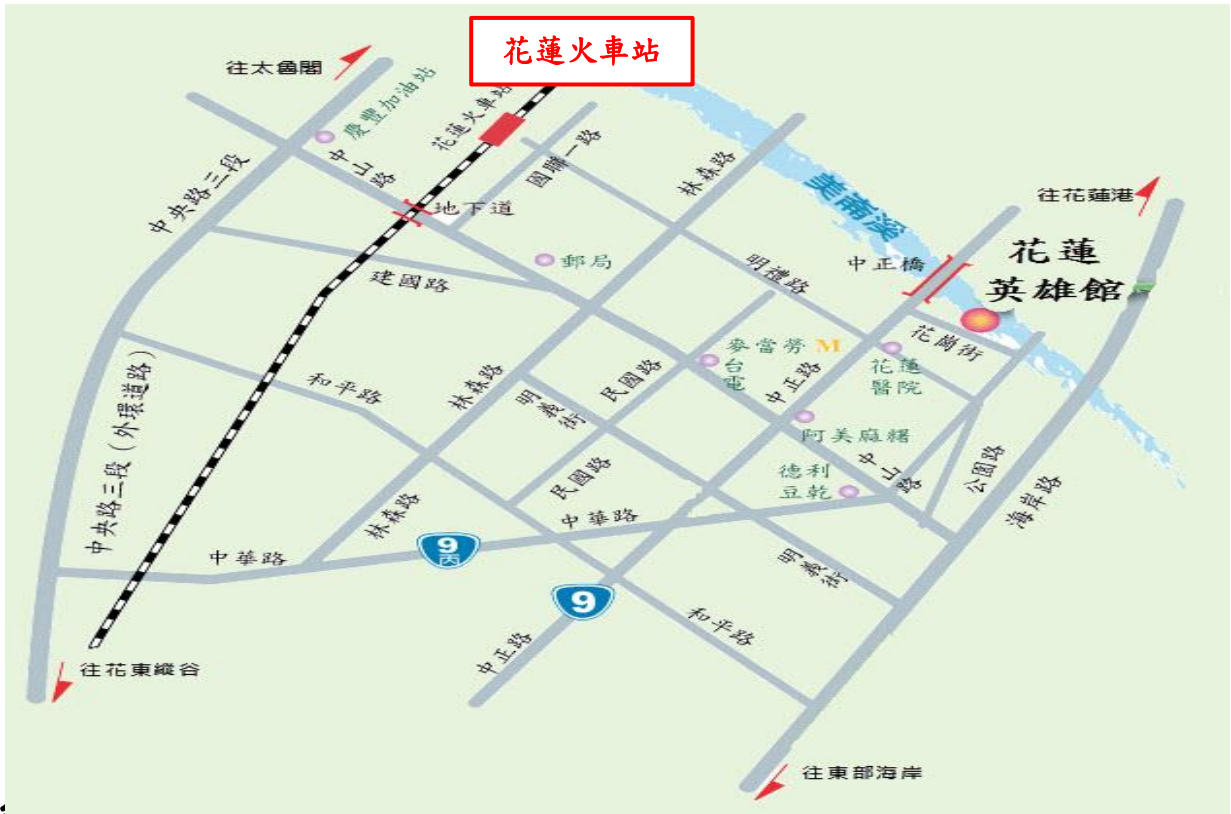 花蓮火車站
往太魯閣
慶豐加油站
花蓮火車站
中山路
國聯一路
林森路
中央路三段
地下道
美崙溪
往花蓮港
花蓮
英雄館
中正橋
郵局
建國路
明禮路
花崗街
麥當勞 M
台電
花蓮
醫院
民國路
中正路
和平路
林森路
明義街
阿美麻糬
中央路三段(外環道路)
德利
豆乾
中山路
公園路
海岸路
民國路
林森路
中華路
中華路
9
丙
明義街
9
和平路
中正路
往花東縱谷
往東部海岸